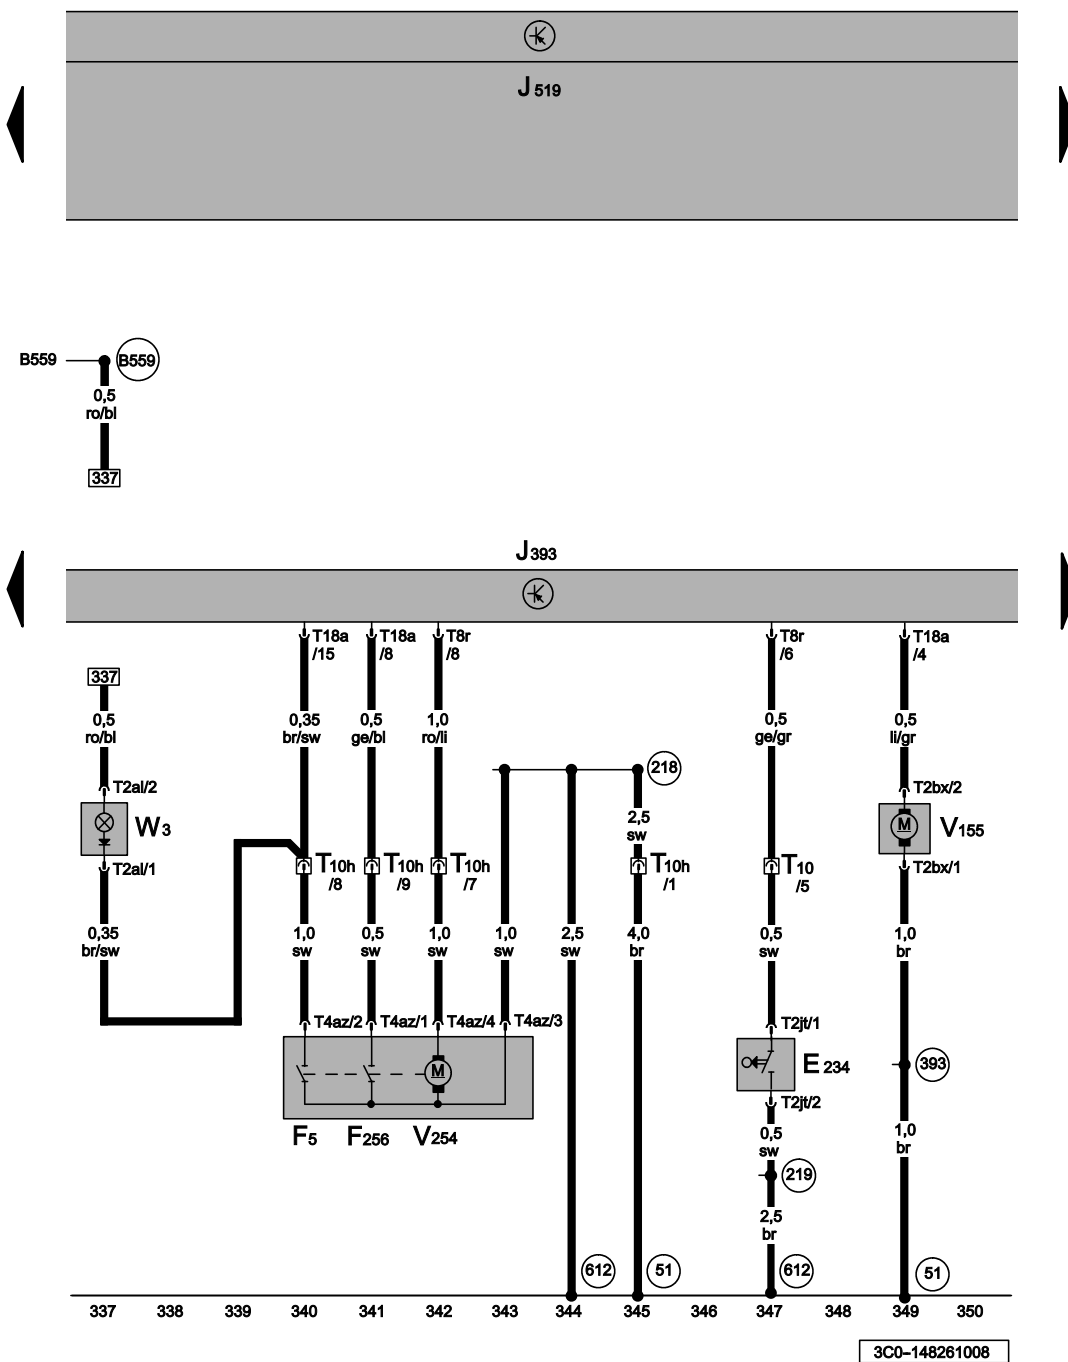 J 519
B559
B559
0,5
ro/bl
337
J393
T18a
/15
T18a
/8
T8r
/8
T8r
/6
T18a
/4
337
0,5
ro/bl
0,35
br/sw
0,5
ge/bl
1,0
ro/li
0,5
ge/gr
0,5
li/gr
218
T2al/2
T2bx/2
2,5
sw
W3
M
V155
T2al/1
T10h
/8
T10h
/9
T10h
/7
T10h
/1
T10
/5
T2bx/1
0,35
br/sw
1,0
sw
0,5
sw
1,0
sw
1,0
sw
2,5
sw
4,0
br
0,5
sw
1,0
br
T4az/2
T4az/1
T4az/4
T4az/3
T2jt/1
M
E 234
393
T2jt/2
F5
F256
V254
0,5
sw
1,0
br
219
2,5
br
612
51
612
51
337 338 339 340 341 342 343 344 345 346 347 348 349 350
3C0-148261008